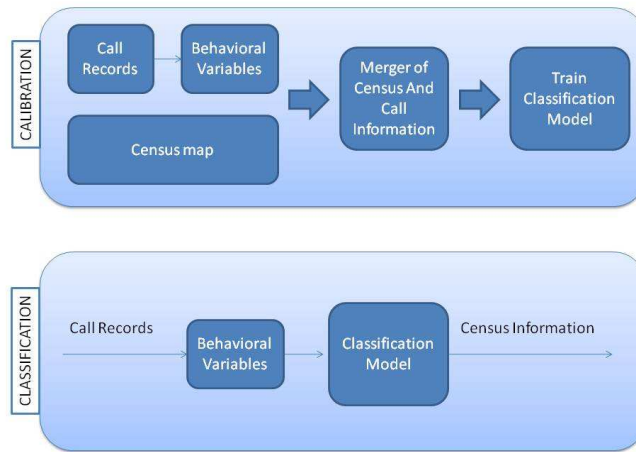 CALIBRATION
Call
Records
Behavioral
Variables
Census map
Merger of
Census And
Call
Information
Train
Classification
Model
CLASSIFICATION
Call Records
Behavioral
Variables
Classification
Model
Census Information